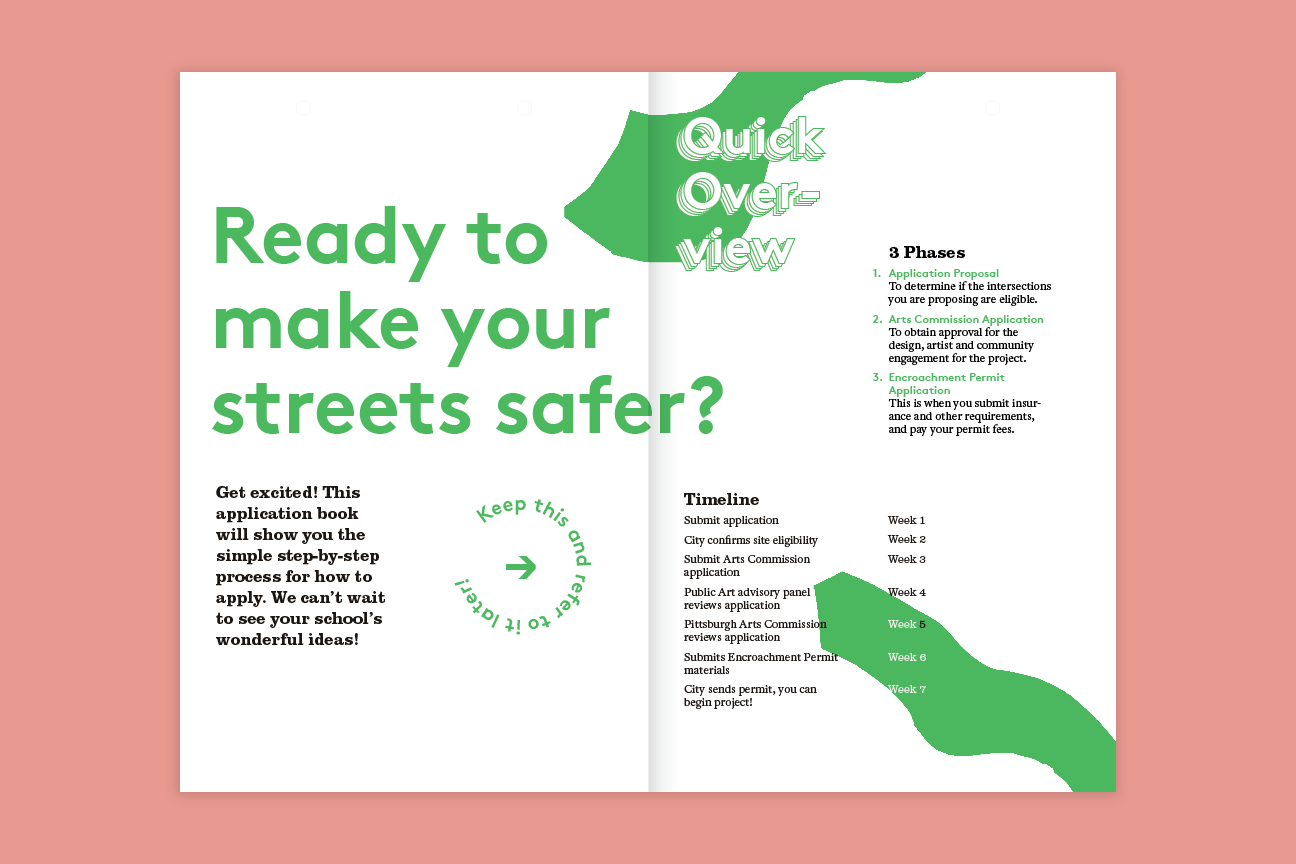 Ready to
make your
streets safer?
Get excited! This
application book
will show you the
simple step-by-step
process for how to
apply. We can't wait
to see your school's
wonderful ideas!
Keep this and refer to it later!
Quick
Over-
view
3 Phases
1. Application Proposal
To determine if the intersections
you are proposing are eligible.
2. Arts Commission Application
To obtain approval for the
design, artist and community
engagement for the project.
3. Encroachment Permit
Application
This is when you submit insur-
ance and other requirements,
and pay your permit fees.
Timeline
Submit application Week 1
City confirms site eligibility Week 2
Submit Arts Commission Week 3
application
Public Art advisory panel Week 4
reviews application
Pittsburgh Arts Commission Week 5
reviews application
Submits Encroachment Permit Week 6
materials
City sends permit, you can Week 7
begin project!